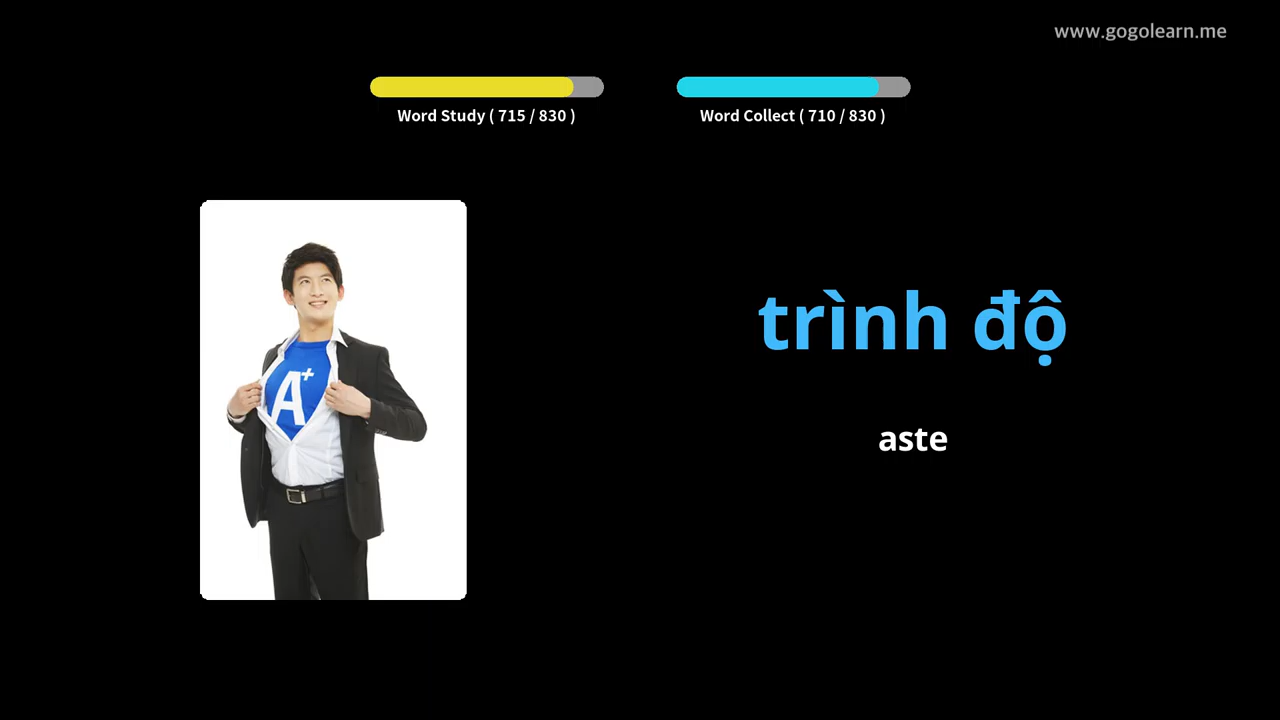 www.gogolearn.me
Word Study ( 715 / 830 )
Word Collect ( 710 / 830 )
A+
trình độ
aste